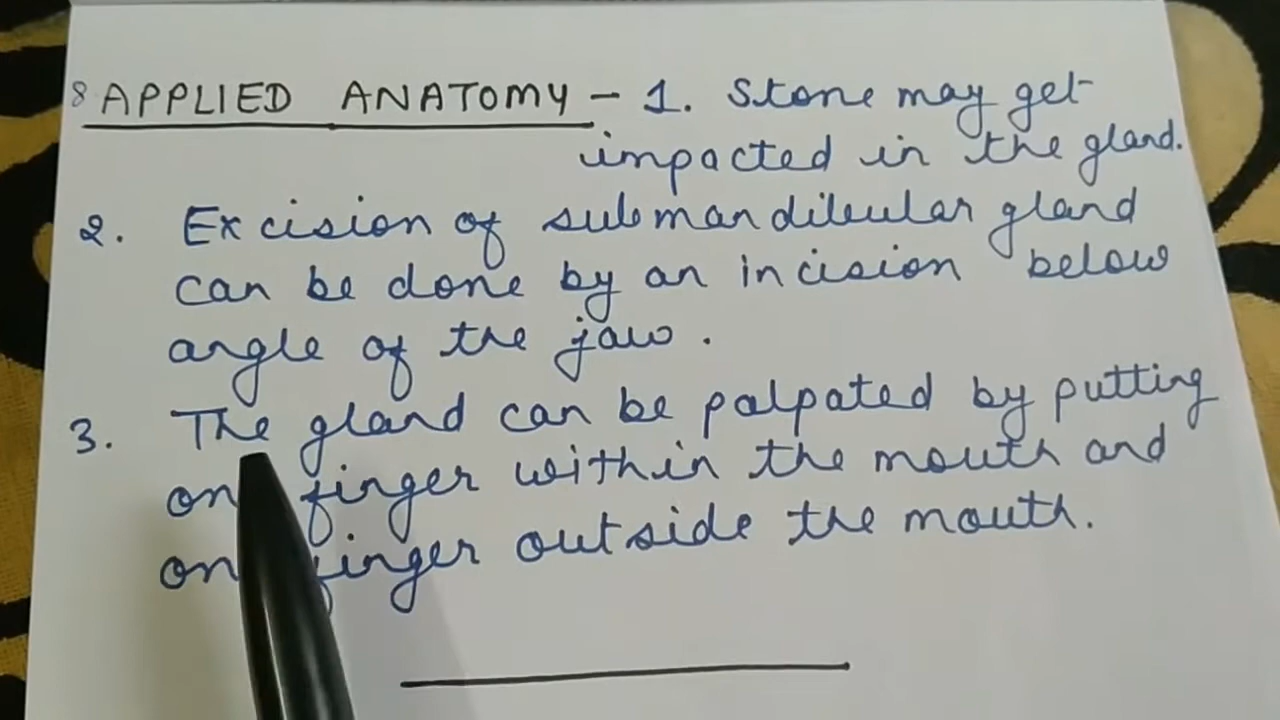 8 APPLIED ANATOMY - 1. Stone may get
impacted in the gland.
2. Excision of submandibular gland
can be done by an incision below
angle of the jaw.
3. The gland can be palpated by putting
finger within the mouth and
finger outside the mouth.